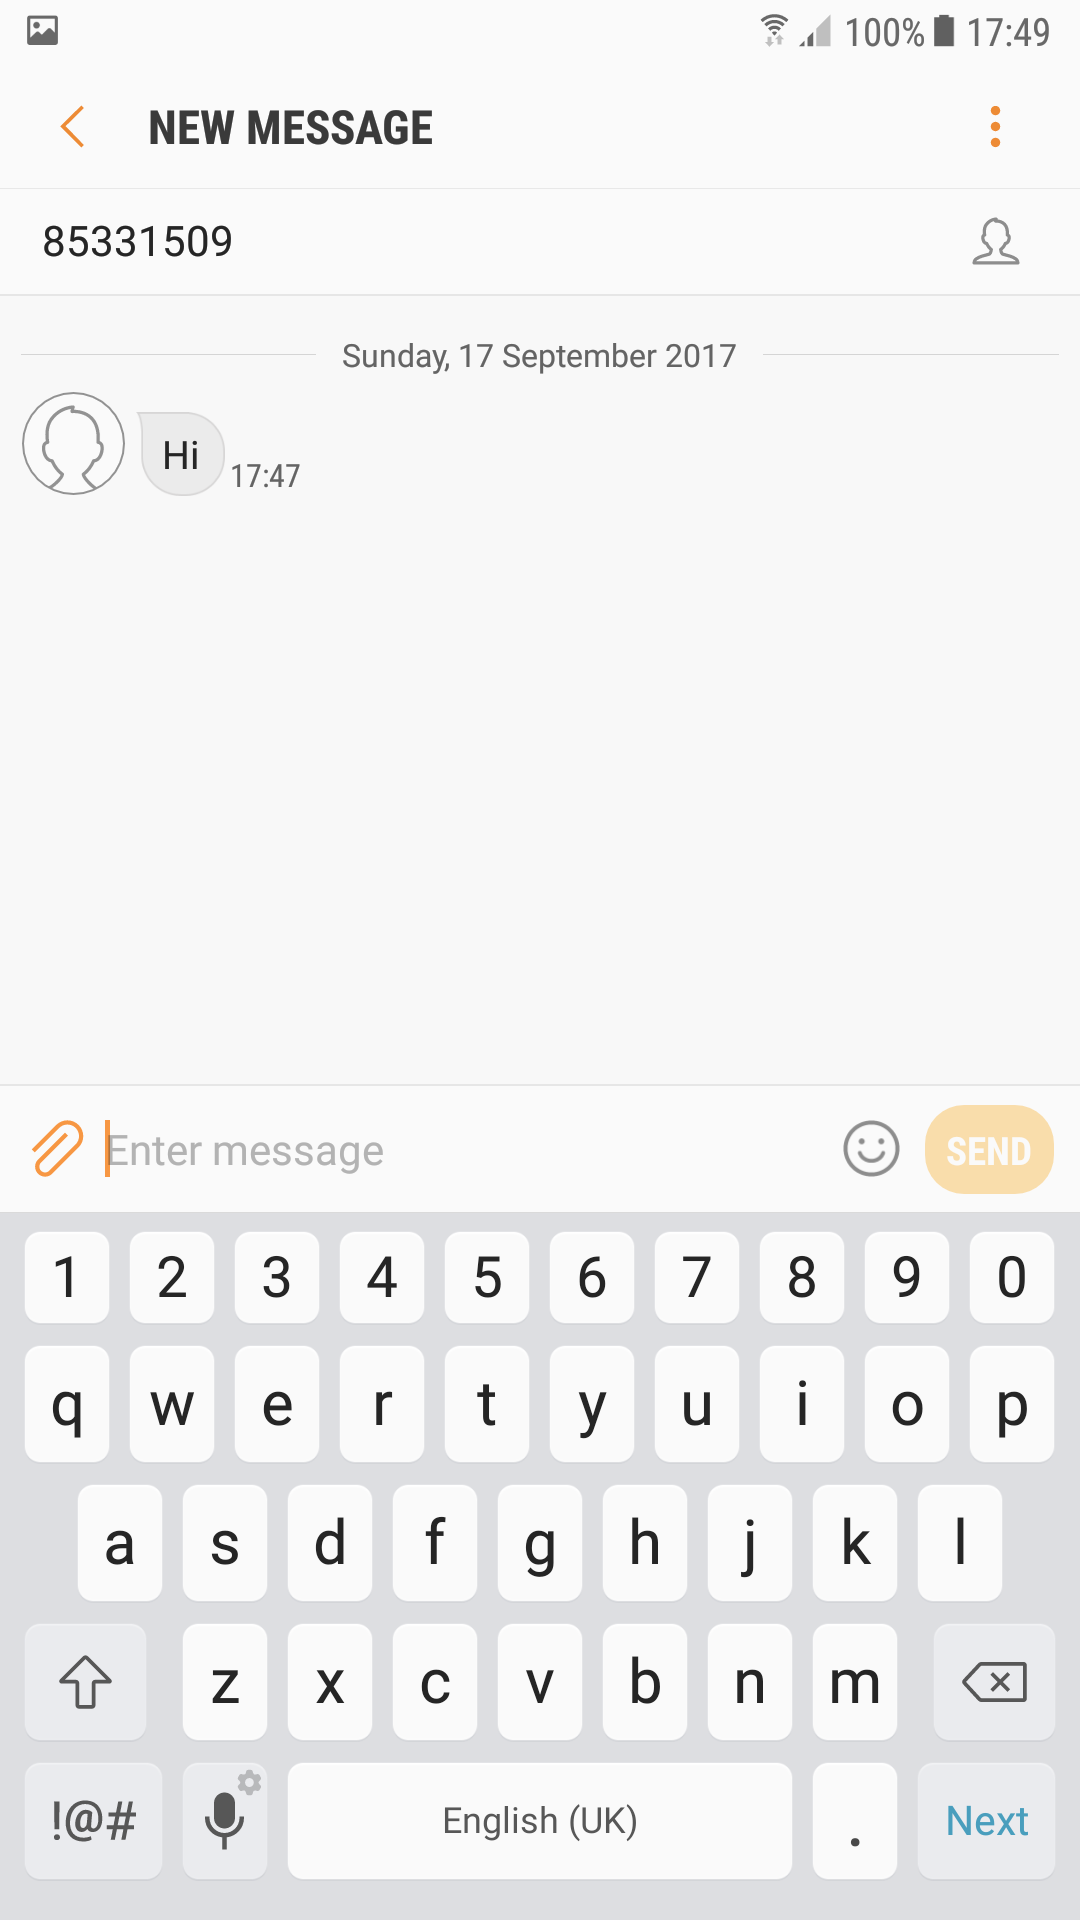 100% 17:49
NEW MESSAGE
85331509
Sunday, 17 September 2017
Hi
17:47
Enter message
SEND
1 2 3 4 5 6 7 8 9 0
q w e r t y u i o p
a s d f g h j k l
z x c v b n m
!@# English (UK) . Next